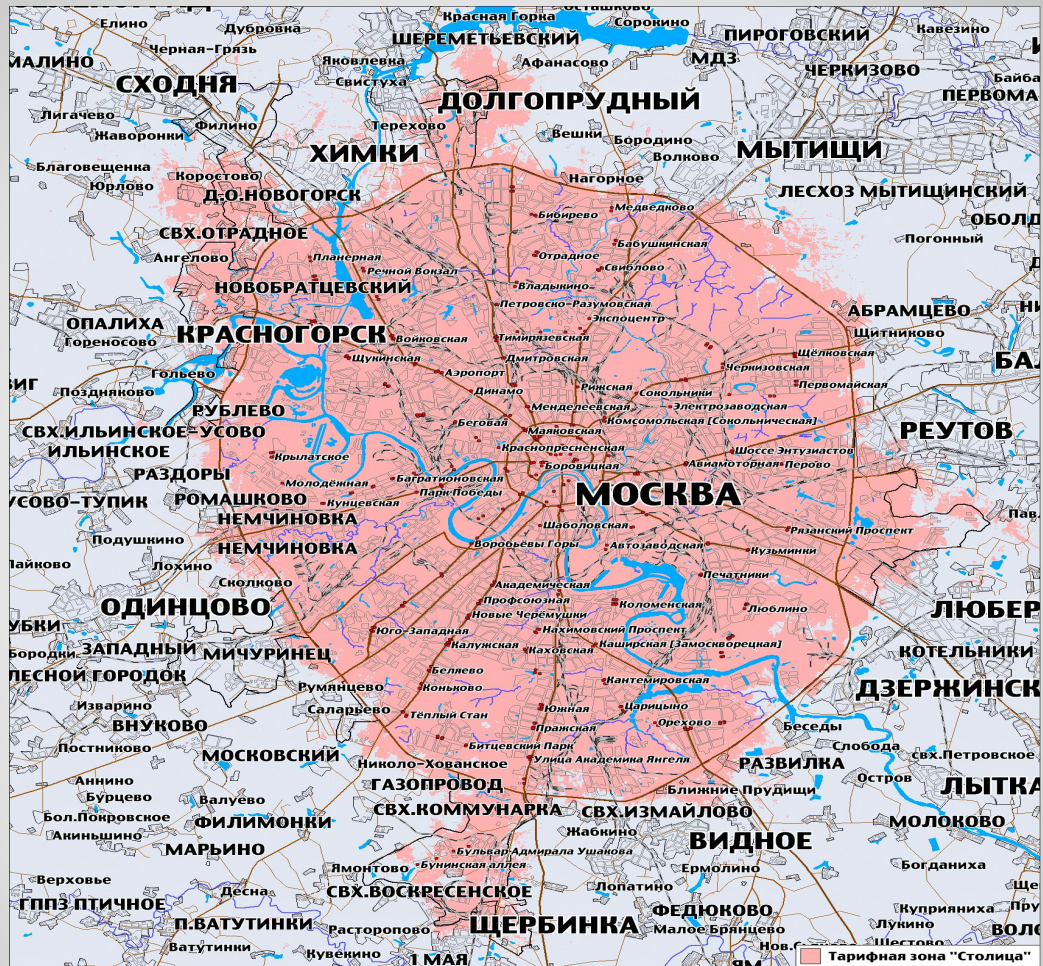 Елино
Дубровка
Красная Горка
Сорокино
ШЕРЕМЕТЬЕВСКИЙ
ПИРОГОВСКИЙ
Кавезино
Черная-Грязь
Яковлевка
Афанасово
МДЗ
ЧЕРКИЗОВО
СХОДНЯ
Свистуха
ДОЛГОПРУДНЫЙ
Лигачево
Жаворонки
Филино
Терехово
Вешки
Бородино
Волково
МЫТИЩИ
ХИМКИ
Благовещенка
Юрлово
Коростово
Нагорное
ЛЕСХОЗ МЫТИЩИНСКИЙ
Д.О.НОВОГОРСК
Бибирево
Медведково
СВХ.ОТРАДНОЕ
Бабушкинская
Погонный
Ангелово
Планерная
Речной Вокзал
Отрадное
Свиблово
НОВОБРАТЦЕВСКИЙ
Владыкино
Петровско-Разумовская
АБРАМЦЕВО
ОПАЛИХА
Гореносово
КРАСНОГОРСК
Экспоцентр
Щитниково
Войковская
Тимирязевская
Щукинская
Дмитровская
Щёлковская
Гольево
Аэропорт
Черкизовская
Поздняково
Динамо
Рижская
Сокольники
Первомайская
РУБЛЕВО
Менделеевская
Электрозаводская
СВХ.ИЛЬИНСКОЕ-УСОВО
Беговая
Маяковская
Комсомольская [Сокольническая]
РЕУТОВ
ИЛЬИНСКОЕ
Крылатское
Краснопресненская
Шоссе Энтузиастов
РАЗДОРЫ
Боровицкая
Авиамоторная
Перово
Молодёжная
Багратионовская
УСОВО-ТУПИК
РОМАШКОВО
Кунцевская
Парк Победы
МОСКВА
НЕМЧИНОВКА
Шаболовская
Рязанский Проспект
Подушкино
НЕМЧИНОВКА
Воробьёвы Горы
Автозаводская
Кузьминки
Лохино
Сколково
Академическая
Печатники
ОДИНЦОВО
Профсоюзная
Коломенская
Люблино
Новые Черёмушки
Юго-Западная
Нахимовский Проспект
Бородки
ЗАПАДНЫЙ
МИЧУРИНЕЦ
Калужская
Каховская
Каширская [Замоскворецкая]
КОТЕЛЬНИКИ
ЛЕСНОЙ ГОРОДОК
Беляево
Румянцево
Коньково
Кантемировская
Изварино
Саларьево
Тёплый Стан
Южная
Царицыно
ВНУКОВО
Пражская
Орехово
Беседы
Постниково
МОСКОВСКИЙ
Битцевский Парк
Слобода
свх.Петровское
Николо-Хованское
Улица Академика Янгеля
РАЗВИЛКА
Аннино
ГАЗОПРОВОД
Остров
Бурцево
Валуево
Ближние Прудищи
Бол.Покровское
СВХ.КОММУНАРКА
СВХ.ИЗМАЙЛОВО
Акиньшино
ФИЛИМОНКИ
Жабкино
МОЛОКОВО
МАРЬИНО
Бульвар Адмирала Ушакова
ВИДНОЕ
Ямонтово
Бунинская аллея
Ермолино
Богданиха
Верховье
Десна
СВХ.ВОСКРЕСЕНСКОЕ
Лопатино
ГППЗ ПТИЧНОЕ
П.ВАТУТИНКИ
Расторопово
ЩЕРБИНКА
ФЕДЮКОВО
Малое Брянцево
Куприяниха
Лукино
Ватутинки
Кувекино
1 МАЯ
Шестово
Тарифная зона "Столица"